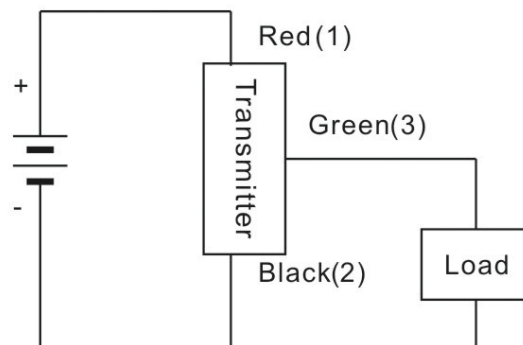 Red(1)
+
Transmitter
Green(3)
-
Black(2)
Load